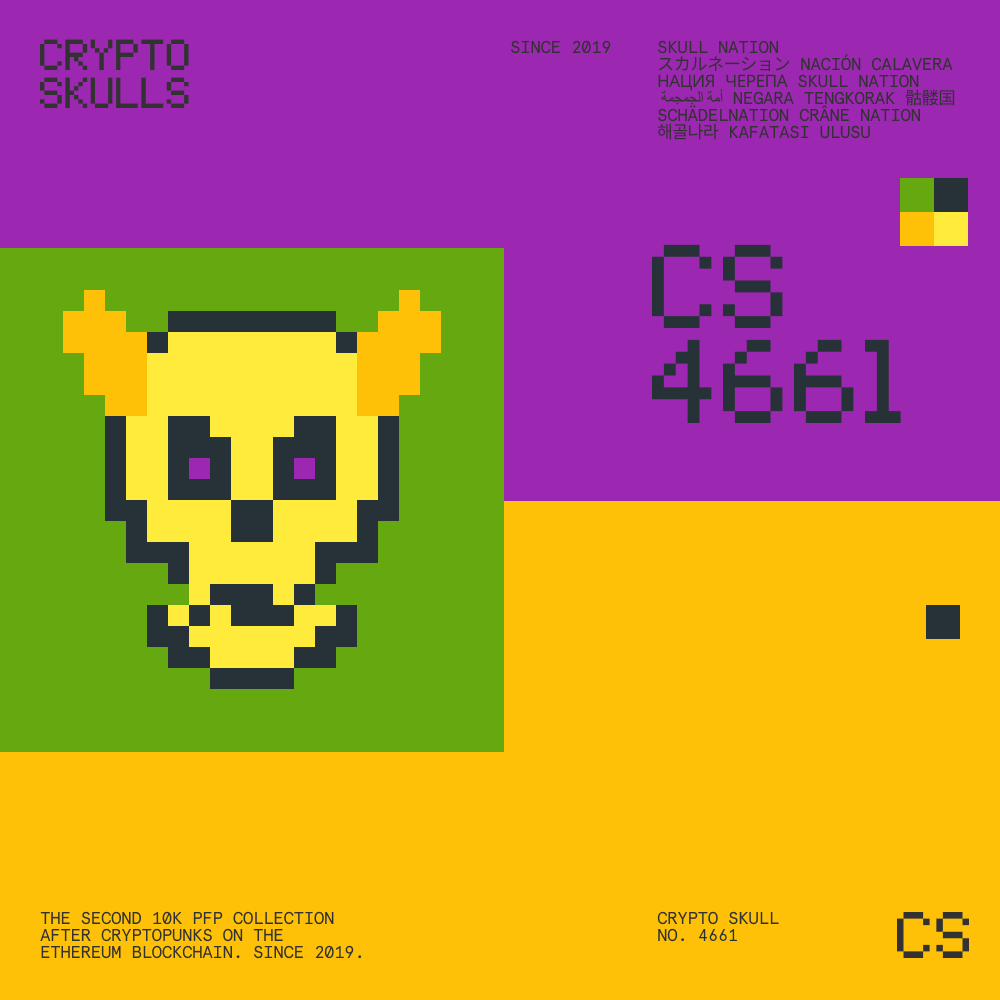 CRYPTO
SKULLS
SINCE 2019
SKULL NATION
スカルネーション NACIÓN CALAVERA
НАЦИЯ ЧЕРЕПА SKULL NATION
أمة الجمجمة NEGARA TENGKORAK 骷髅国
SCHÄDELNATION CRÂNE NATION
해골나라 KAFATASI ULUSU
CS
4661
THE SECOND 10K PFP COLLECTION
AFTER CRYPTOPUNKS ON THE
ETHEREUM BLOCKCHAIN. SINCE 2019.
CRYPTO SKULL
NO. 4661
CS